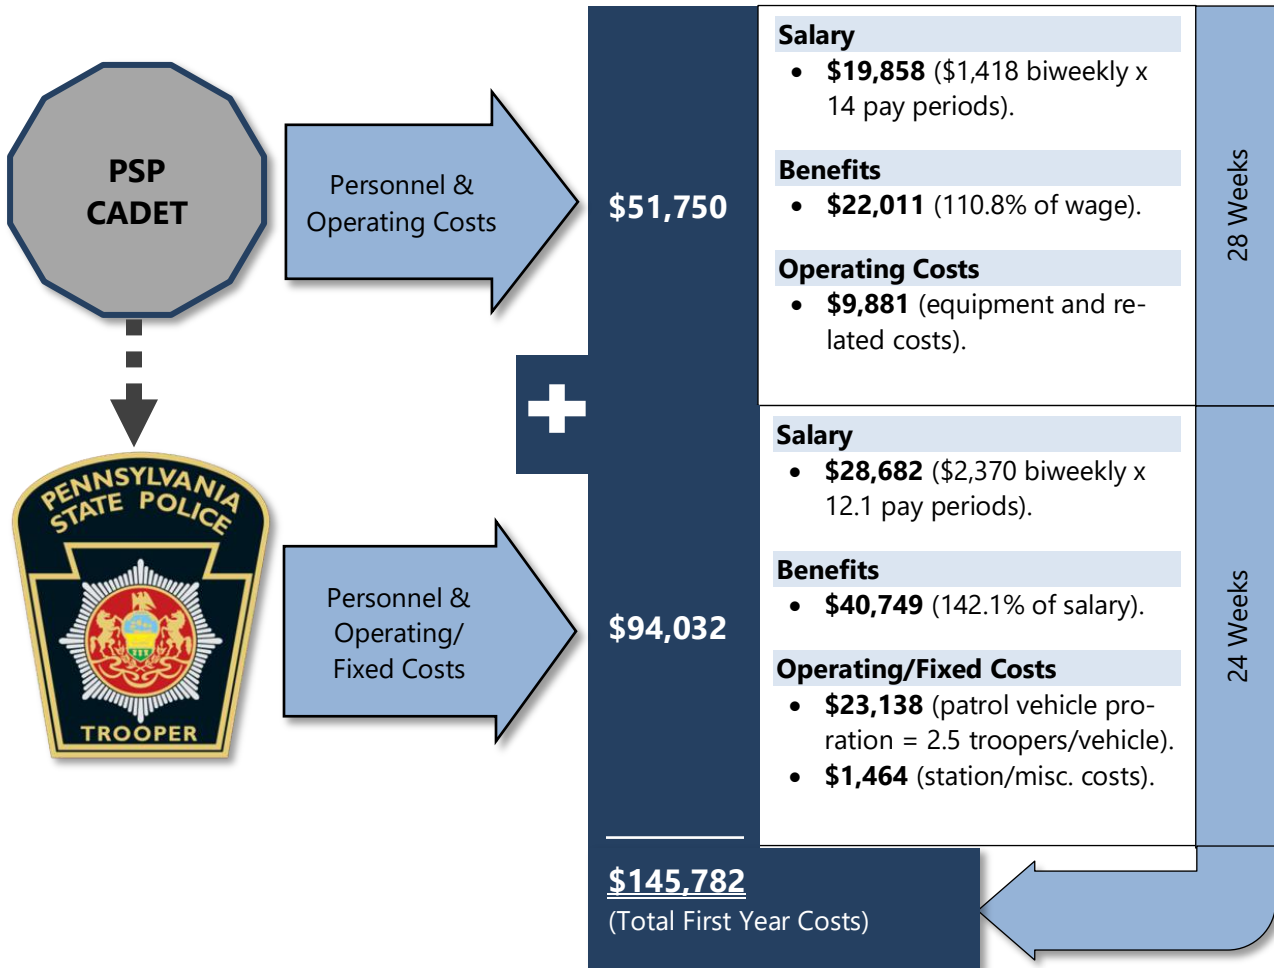 PSP
CADET
Personnel &
Operating Costs
$51,750
Salary
• $19,858 ($1,418 biweekly x
14 pay periods).
Benefits
• $22,011 (110.8% of wage).
Operating Costs
• $9,881 (equipment and re-
lated costs).
28 Weeks
PENNSYLVANIA
STATE POLICE
TROOPER
Personnel &
Operating/
Fixed Costs
$94,032
Salary
• $28,682 ($2,370 biweekly x
12.1 pay periods).
Benefits
• $40,749 (142.1% of salary).
Operating/Fixed Costs
• $23,138 (patrol vehicle pro-
ration = 2.5 troopers/vehicle).
• $1,464 (station/misc. costs).
24 Weeks
$145,782
(Total First Year Costs)